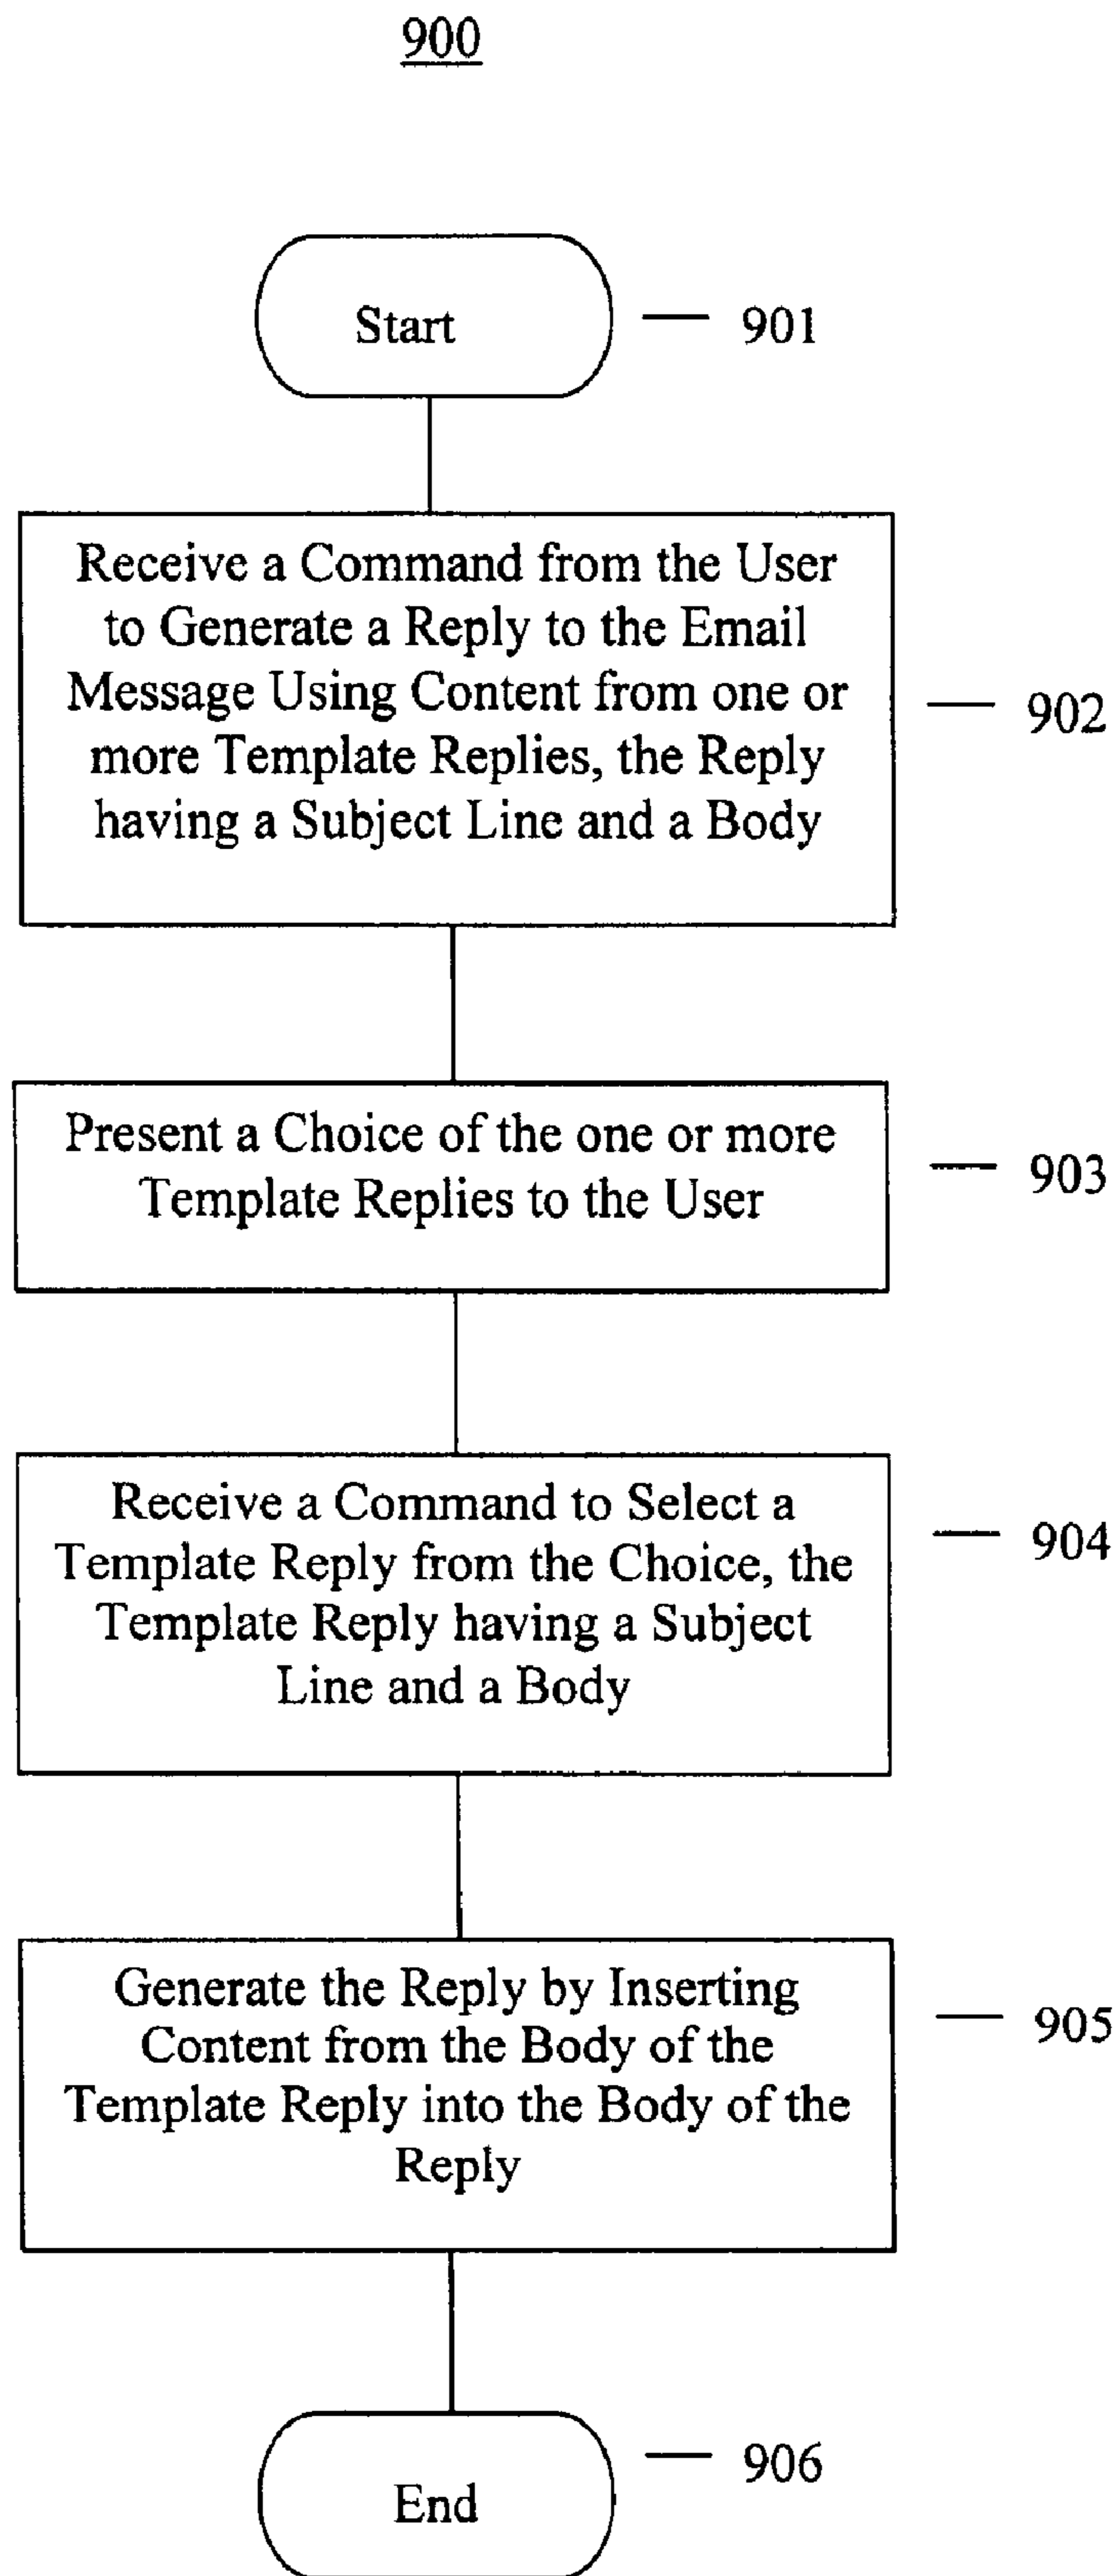 900
Start
901
Receive a Command from the User
to Generate a Reply to the Email
Message Using Content from one or
more Template Replies, the Reply
having a Subject Line and a Body
902
Present a Choice of the one or more
Template Replies to the User
903
Receive a Command to Select a
Template Reply from the Choice, the
Template Reply having a Subject
Line and a Body
904
Generate the Reply by Inserting
Content from the Body of the
Template Reply into the Body of the
Reply
905
End
906